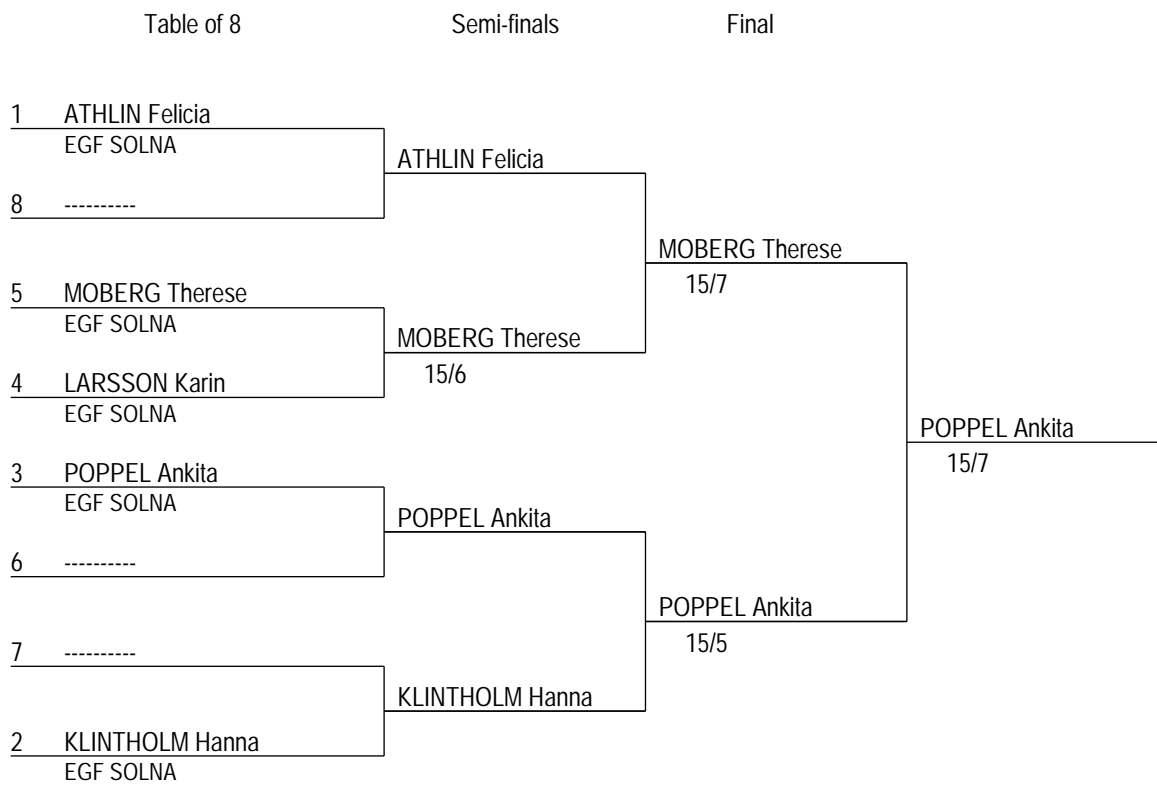 Table of 8 Semi-finals Final
1 ATHLIN Felicia
EGF SOLNA
ATHLIN Felicia
8 ----------
MOBERG Therese
15/7
5 MOBERG Therese
EGF SOLNA
MOBERG Therese
15/6
4 LARSSON Karin
EGF SOLNA
POPPEL Ankita
15/7
3 POPPEL Ankita
EGF SOLNA
POPPEL Ankita
6 ----------
POPPEL Ankita
15/5
7 ----------
KLINTHOLM Hanna
2 KLINTHOLM Hanna
EGF SOLNA